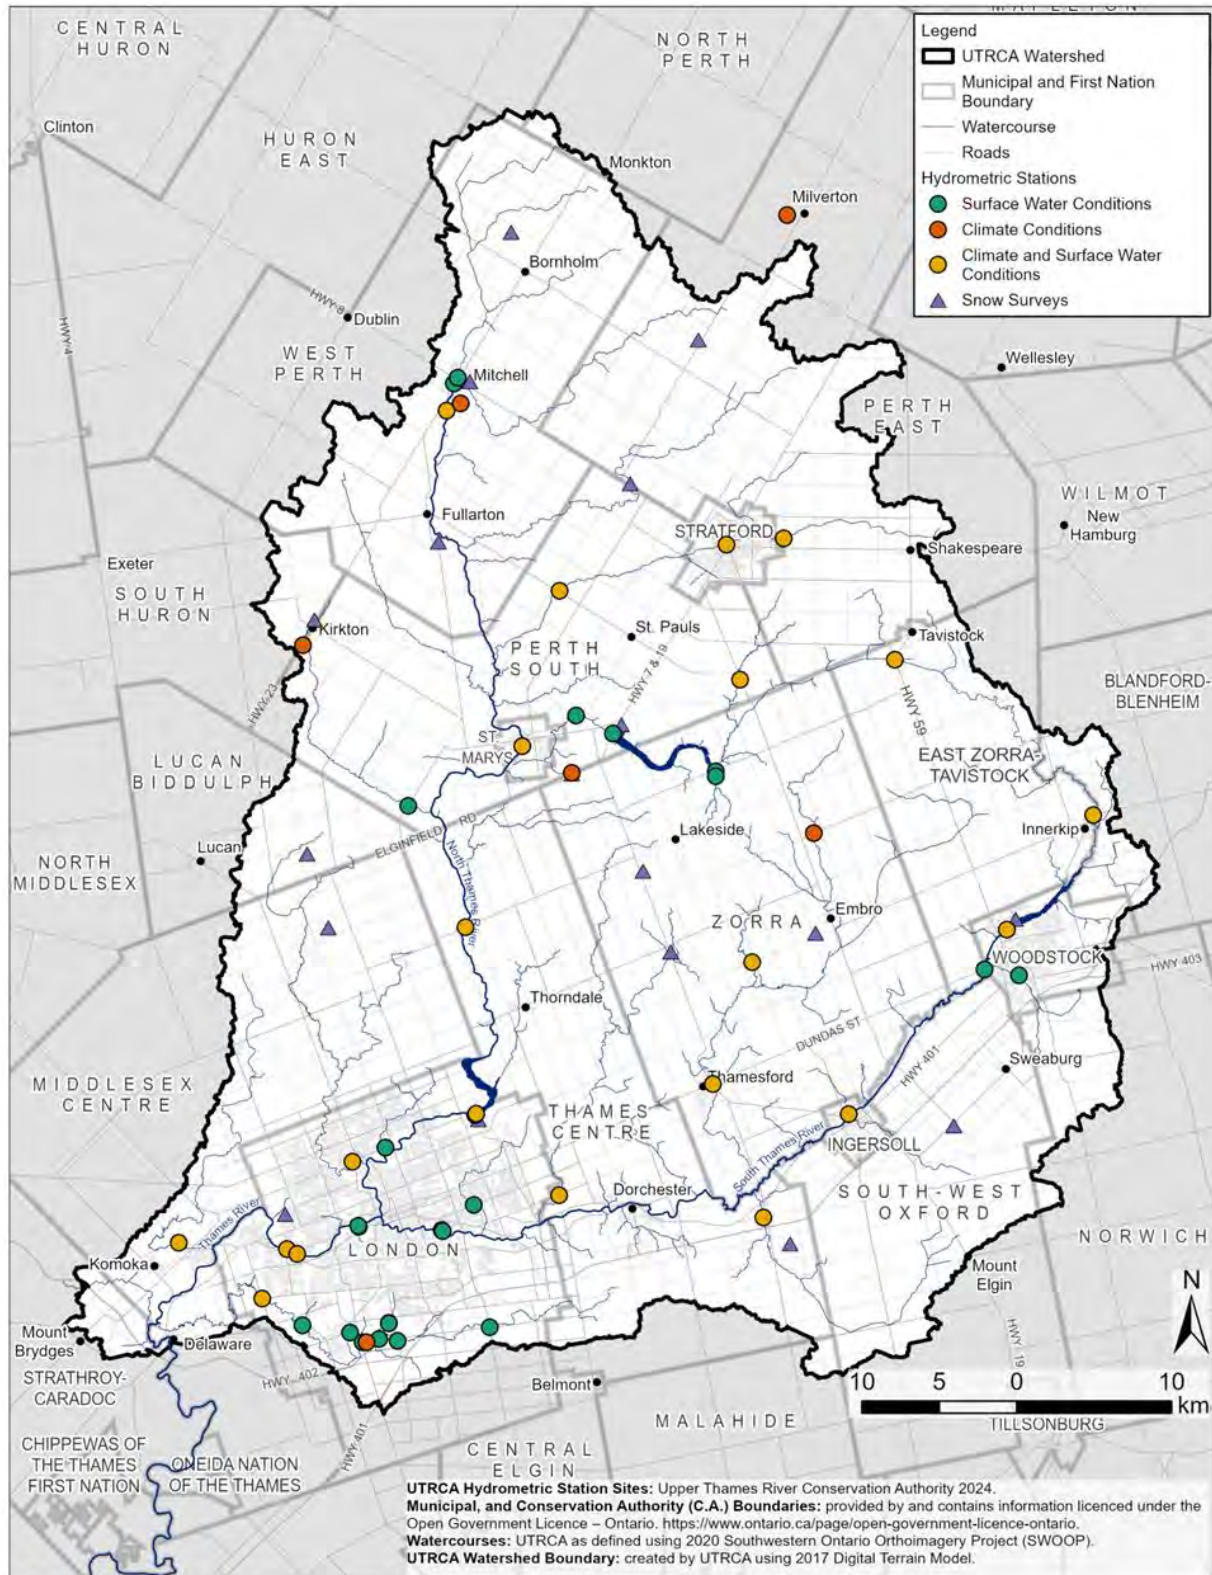 CENTRAL
HURON
NORTH
PERTH
Clinton
HURON
EAST
Monkton
Milverton
Legend
UTRCA Watershed
Municipal and First Nation
Boundary
Watercourse
Roads
Hydrometric Stations
Surface Water Conditions
Climate Conditions
Climate and Surface Water
Conditions
Snow Surveys
Bornholm
HWY 8
Dublin
HWY 4
WEST
PERTH
Mitchell
Wellesley
PERTH
EAST
WILMOT
New
Hamburg
Fullarton
STRATFORD
Shakespeare
Exeter
SOUTH
HURON
Kirkton
PERTH
SOUTH
St. Pauls
Tavistock
HWY 7 & 19
HWY 23
HWY 59
BLANDFORD-
BLENHEIM
ST.
MARYS
LUCAN
BIDDULPH
EAST ZORRA-
TAVISTOCK
ELGINFIELD RD
Lakeside
Innerkip
Lucan
NORTH
MIDDLESEX
North Thames
River
ZORRA
Embro
WOODSTOCK
HWY 403
Thorndale
DUNDAS ST
HWY 401
Sweaburg
MIDDLESEX
CENTRE
THAMES
CENTRE
Thamesford
INGERSOLL
South Thames River
Dorchester
SOUTH-WEST
OXFORD
Thames River
LONDON
NORWICH
Komoka
Mount
Elgin
N
Mount
Brydges
Delaware
HWY 19
STRATHROY-
CARADOC
HWY 402
Belmont
10 5 0 10
km
MALAHIDE
TILLSONBURG
HWY 401
CHIPPEWAS OF
THE THAMES
FIRST NATION
ONEIDA NATION
OF THE THAMES
CENTRAL
ELGIN
UTRCA Hydrometric Station Sites: Upper Thames River Conservation Authority 2024.
Municipal, and Conservation Authority (C.A.) Boundaries: provided by and contains information licenced under the
Open Government Licence – Ontario. https://www.ontario.ca/page/open-government-licence-ontario.
Watercourses: UTRCA as defined using 2020 Southwestern Ontario Orthoimagery Project (SWOOP).
UTRCA Watershed Boundary: created by UTRCA using 2017 Digital Terrain Model.